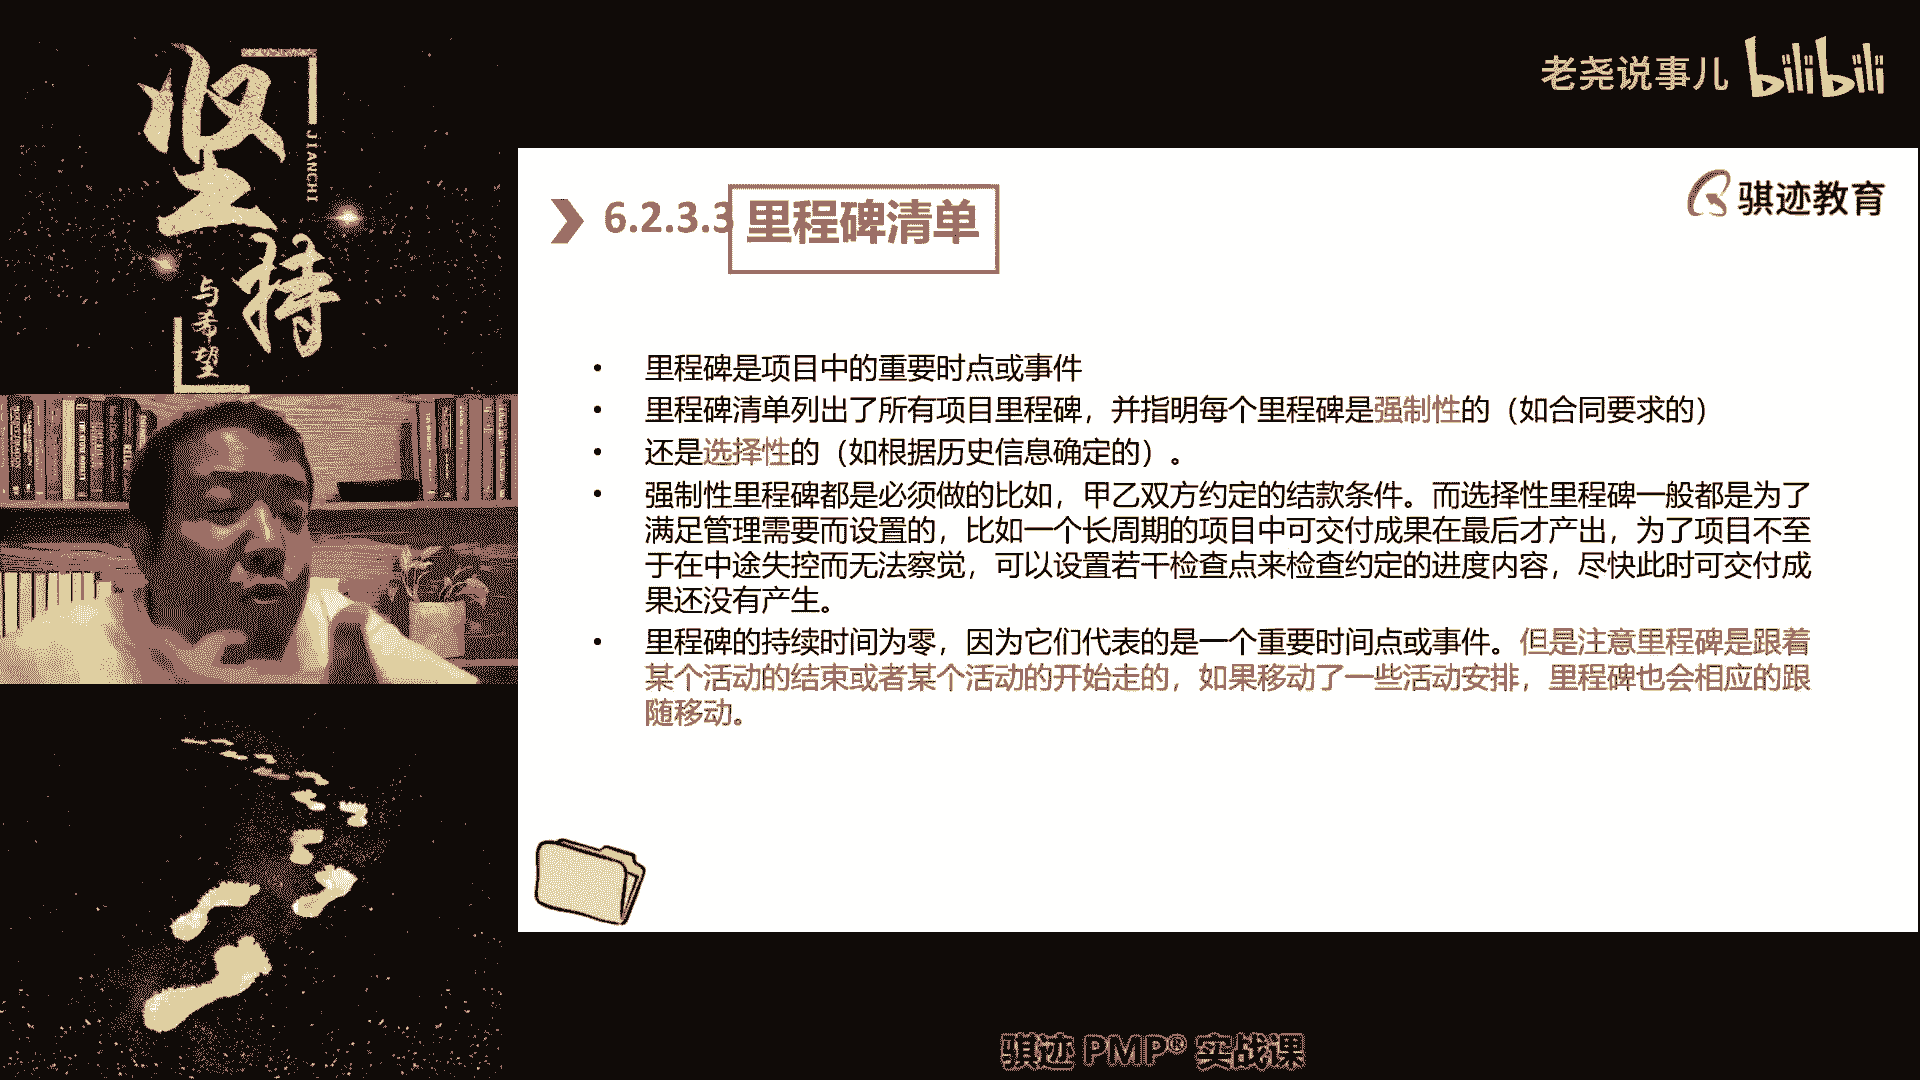 坚持
JIANCHI
与希望
老尧说事儿 bilibili
骐迹教育
6.2.3.3 里程碑清单
• 里程碑是项目中的重要时点或事件
• 里程碑清单列出了所有项目里程碑，并指明每个里程碑是强制性的（如合同要求的）
• 还是选择性的（如根据历史信息确定的）。
• 强制性里程碑都是必须做的比如，甲乙双方约定的结款条件。而选择性里程碑一般都是为了
满足管理需要而设置的，比如一个长周期的项目中可交付成果在最后才产出，为了项目不至
于在中途失控而无法察觉，可以设置若干检查点来检查约定的进度内容，尽快此时可交付成
果还没有产生。
• 里程碑的持续时间为零，因为它们代表的是一个重要时间点或事件。但是注意里程碑是跟着
某个活动的结束或者某个活动的开始走的，如果移动了一些活动安排，里程碑也会相应的跟
随移动。
骐迹 PMP® 实战课